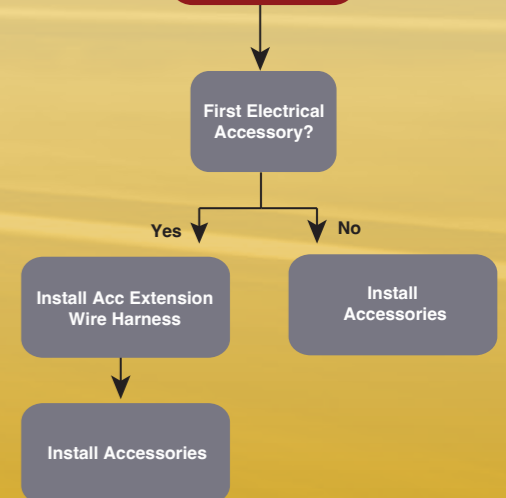 First Electrical
Accessory?
Yes
No
Install Acc Extension
Wire Harness
Install
Accessories
Install Accessories